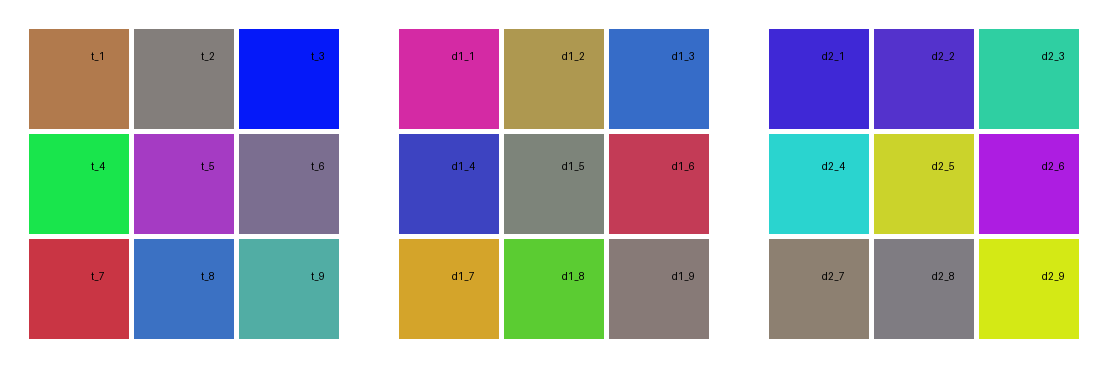 t_1 t_2 t_3 d1_1 d1_2 d1_3 d2_1 d2_2 d2_3
t_4 t_5 t_6 d1_4 d1_5 d1_6 d2_4 d2_5 d2_6
t_7 t_8 t_9 d1_7 d1_8 d1_9 d2_7 d2_8 d2_9